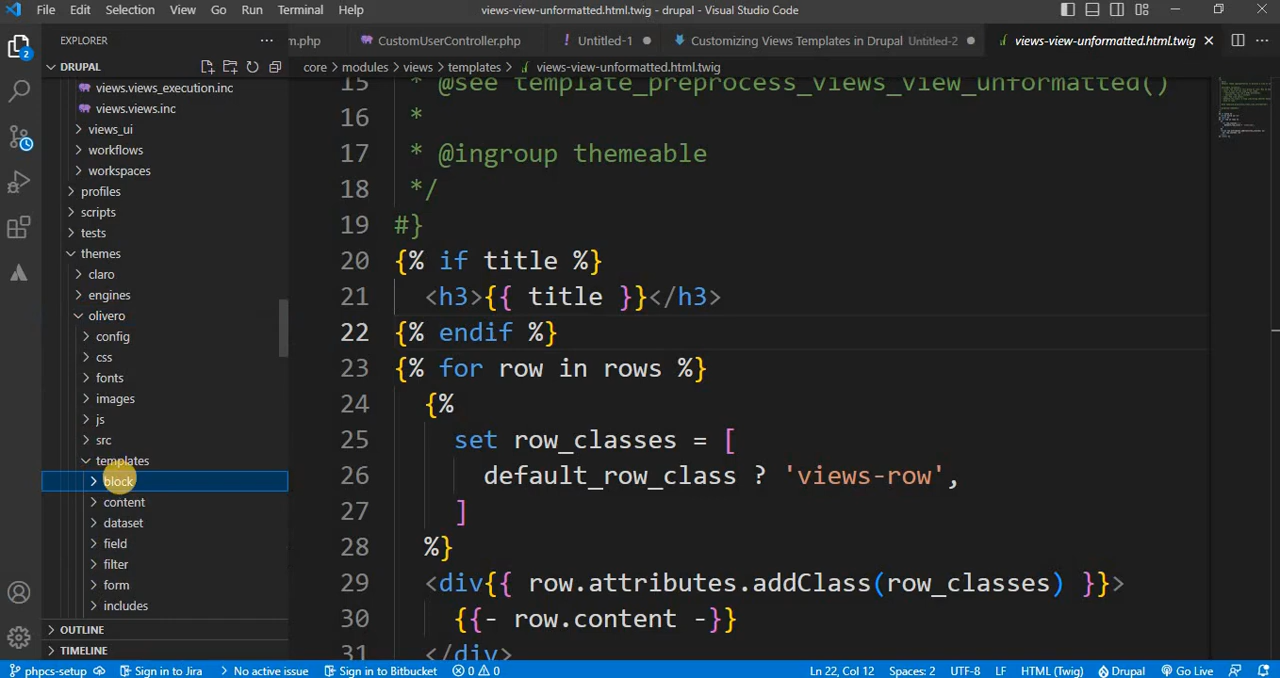 File Edit Selection View Go Run Terminal Help views-view-unformatted.html.twig - drupal - Visual Studio Code
EXPLORER
m.php CustomUserController.php ! Untitled-1 Customizing Views Templates in Drupal Untitled-2 views-view-unformatted.html.twig
DRUPAL
core > modules > views > templates > views-view-unformatted.html.twig
2
views.views_execution.inc
views.views.inc
views_ui
workflows
workspaces
profiles
scripts
tests
themes
claro
engines
olivero
config
css
fonts
images
js
src
templates
block
content
dataset
field
filter
form
includes
OUTLINE
TIMELINE
15 * @see template_preprocess_views_view_unformatted()
16 *
17 * @ingroup themeable
18 */
19 #}
20 {% if title %}
21 <h3>{{ title }}</h3>
22 {% endif %}
23 {% for row in rows %}
24 {%
25 set row_classes = [
26 default_row_class ? 'views-row',
27 ]
28 %}
29 <div{{ row.attributes.addClass(row_classes) }}>
30 {{- row.content -}}
31 </div>
phpcs-setup Sign in to Jira No active issue Sign in to Bitbucket 0 0 Ln 22, Col 12 Spaces: 2 UTF-8 LF HTML (Twig) Drupal Go Live